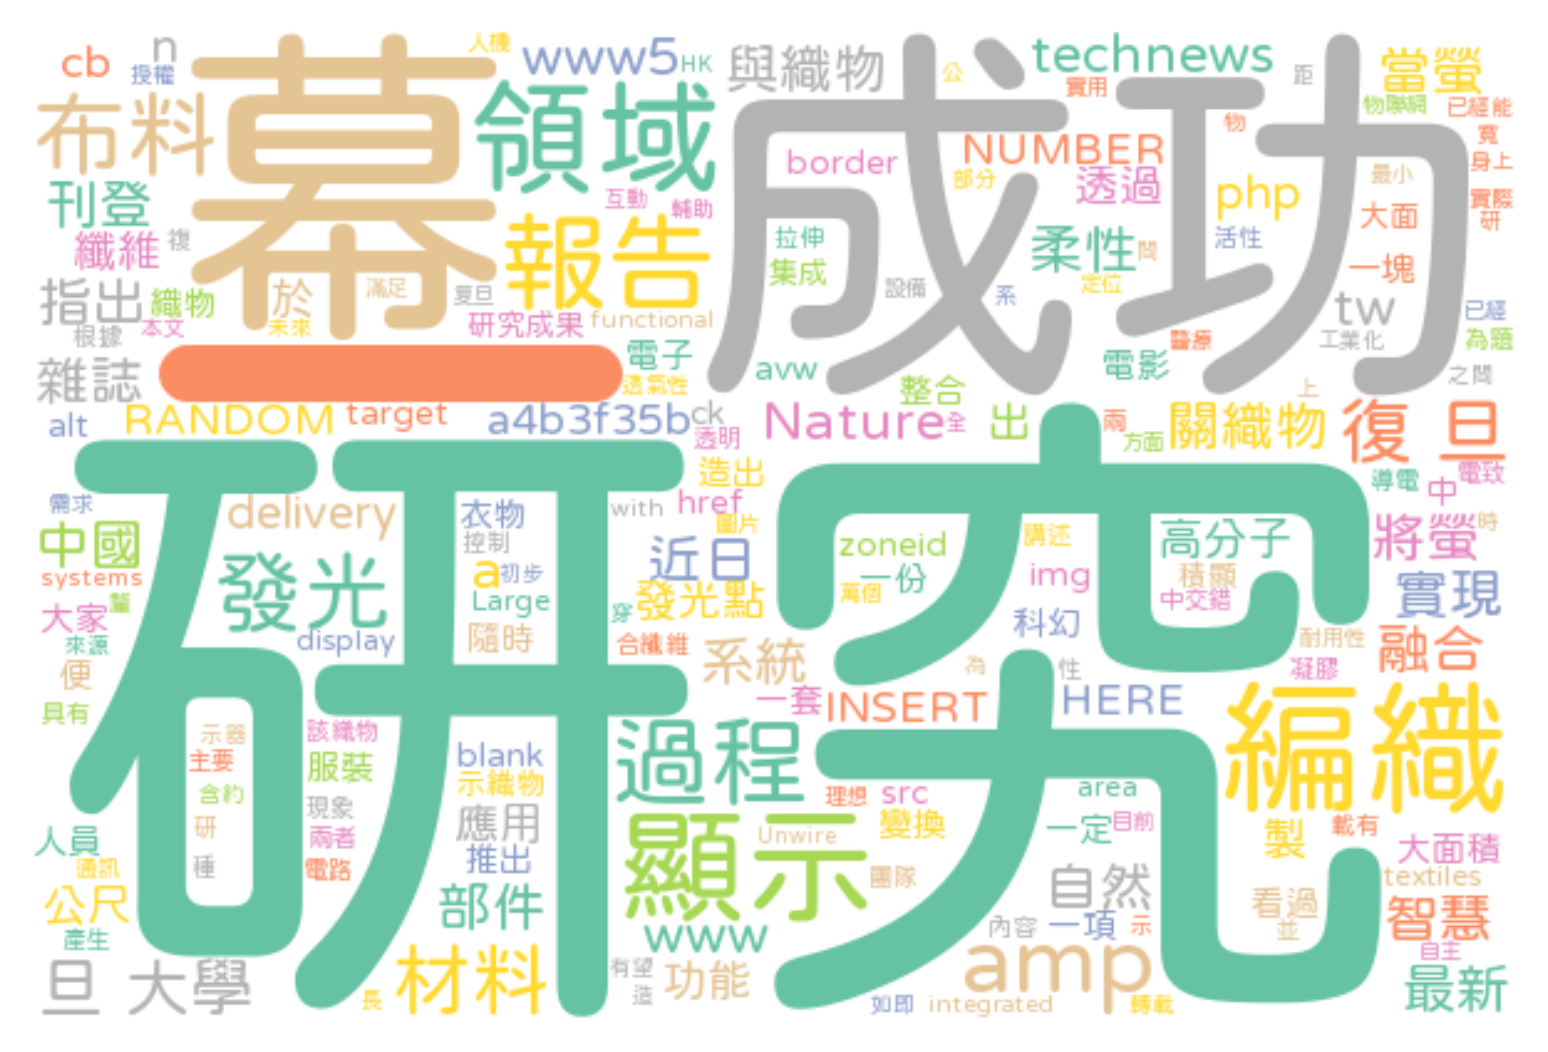 cb n 授權 幕 人機 www5 HK 與織物 成功 公 technews 實用 距 當螢 物聯網 已經能
布料 領域 border 部分 NUMBER 透過 物 php 最小 寬 身上
刊登 互動 輔助 大面 實際 研
纖維 複 報告 拉伸 柔性 問 活性
指出 織物 於 滿足 復旦 集成 設備 系 定位 一塊
根據 本文 未來 研究成果 functional tw 已經
雜誌 一 電子 透氣性 avw 電影 醫療 工業化 為題 之間
alt RANDOM target a4b3f35b ck 透明 Nature 全 整合 出 兩 方面 關織物 上 復旦
需求 研究 delivery 衣物 with href 造出 圖片 導電 中 電致
中國 控制 近日 zoneid 講述 高分子 將螢 時
systems 發光 a 初步 一份 img 積顯
大家 Large 穿 發光點 萬個 中交錯 實現
來源 display 隨時 合纖維 科幻 耐用性 融合
便 系統 為 性 凝膠
具有 一套 INSERT HERE
示器 該織物 過程 編織
主要 服裝 blank 示織物 area
含約 現象 理想 src
人員 研 兩者 應用 顯示 Unwire 變換 一定 目前 製 載有
通訊 種 電路 推出 團隊 大面積
公尺 部件 自然 textiles
產生 www 內容 一項 示 看過 並 智慧
旦 大學 長 材料 有望 造 功能 amp 自主 最新
如即 integrated 轉載